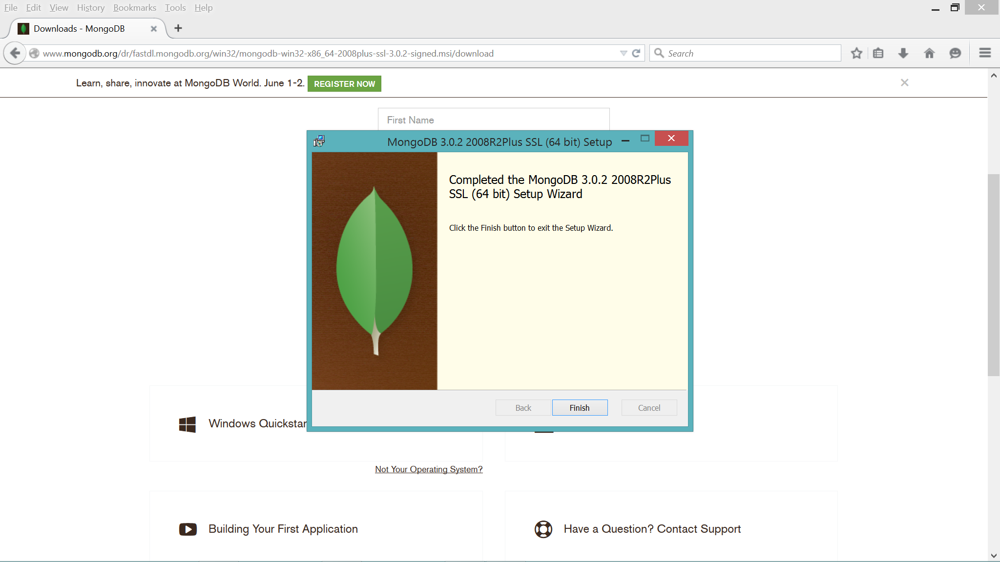 File Edit View History Bookmarks Tools Help
Downloads - MongoDB
www.mongodb.org/dr/fastdl.mongodb.org/win32/mongodb-win32-x86_64-2008plus-ssl-3.0.2-signed.msi/download
Search
Learn, share, innovate at MongoDB World. June 1-2. REGISTER NOW
First Name
MongoDB 3.0.2 2008R2Plus SSL (64 bit) Setup
Completed the MongoDB 3.0.2 2008R2Plus
SSL (64 bit) Setup Wizard
Click the Finish button to exit the Setup Wizard.
Back Finish Cancel
Windows Quickstar
Not Your Operating System?
Building Your First Application
Have a Question? Contact Support